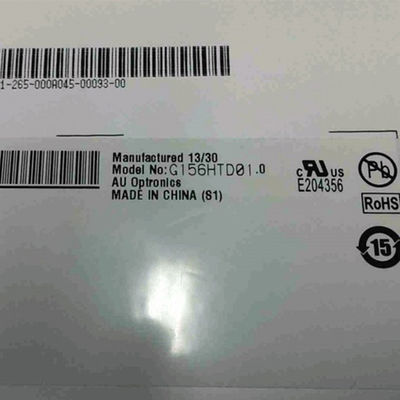 1-265-000A045-00093-00
Manufactured 13/30
Model No: G156HTD01.0
AU Optronics
MADE IN CHINA (S1)
c RU US
E204356
Pb
RoHS
15